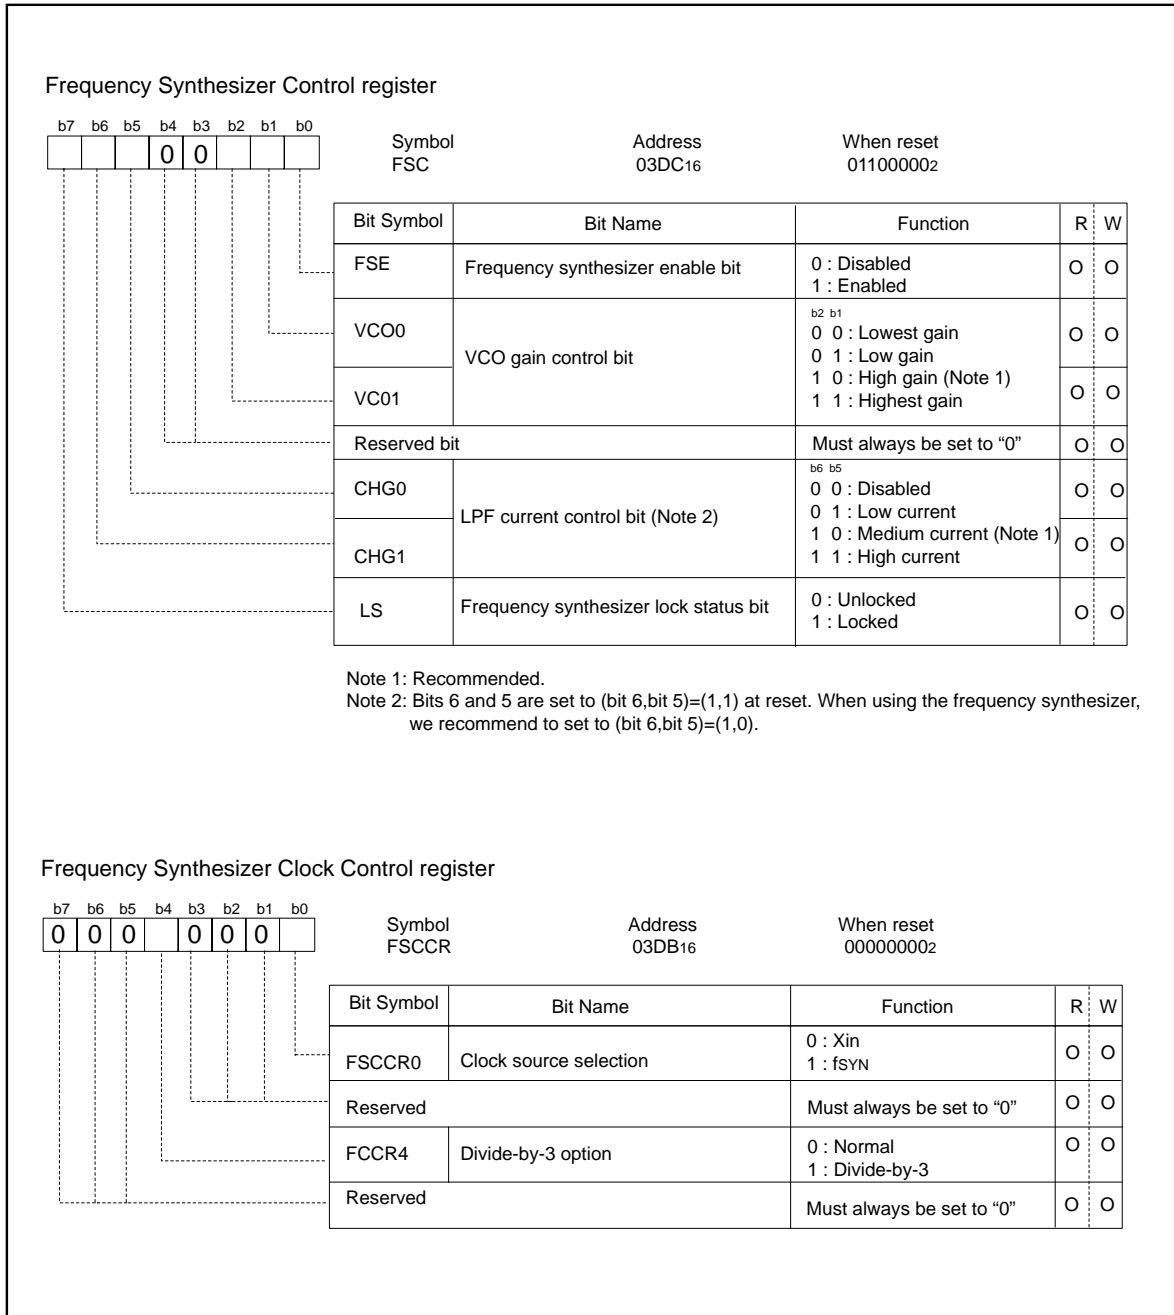 Frequency Synthesizer Control register
b7 b6 b5 b4 b3 b2 b1 b0
0 0
Symbol Address When reset
FSC 03DC16 011000002
Bit Symbol Bit Name Function R W
FSE Frequency synthesizer enable bit 0 : Disabled O O
1 : Enabled
b2 b1
VCO0 0 0 : Lowest gain O O
VCO gain control bit 0 1 : Low gain
1 0 : High gain (Note 1)
VC01 1 1 : Highest gain O O
Reserved bit Must always be set to “0” O O
b6 b5
CHG0 0 0 : Disabled O O
LPF current control bit (Note 2) 0 1 : Low current
1 0 : Medium current (Note 1)
CHG1 1 1 : High current O O
LS Frequency synthesizer lock status bit 0 : Unlocked O O
1 : Locked
Note 1: Recommended.
Note 2: Bits 6 and 5 are set to (bit 6,bit 5)=(1,1) at reset. When using the frequency synthesizer,
we recommend to set to (bit 6,bit 5)=(1,0).
Frequency Synthesizer Clock Control register
b7 b6 b5 b4 b3 b2 b1 b0
0 0 0 0 0 0
Symbol Address When reset
FSCCR 03DB16 000000002
Bit Symbol Bit Name Function R W
FSCCR0 Clock source selection 0 : Xin O O
1 : fSYN
Reserved Must always be set to “0” O O
FCCR4 Divide-by-3 option 0 : Normal O O
1 : Divide-by-3
Reserved Must always be set to “0” O O